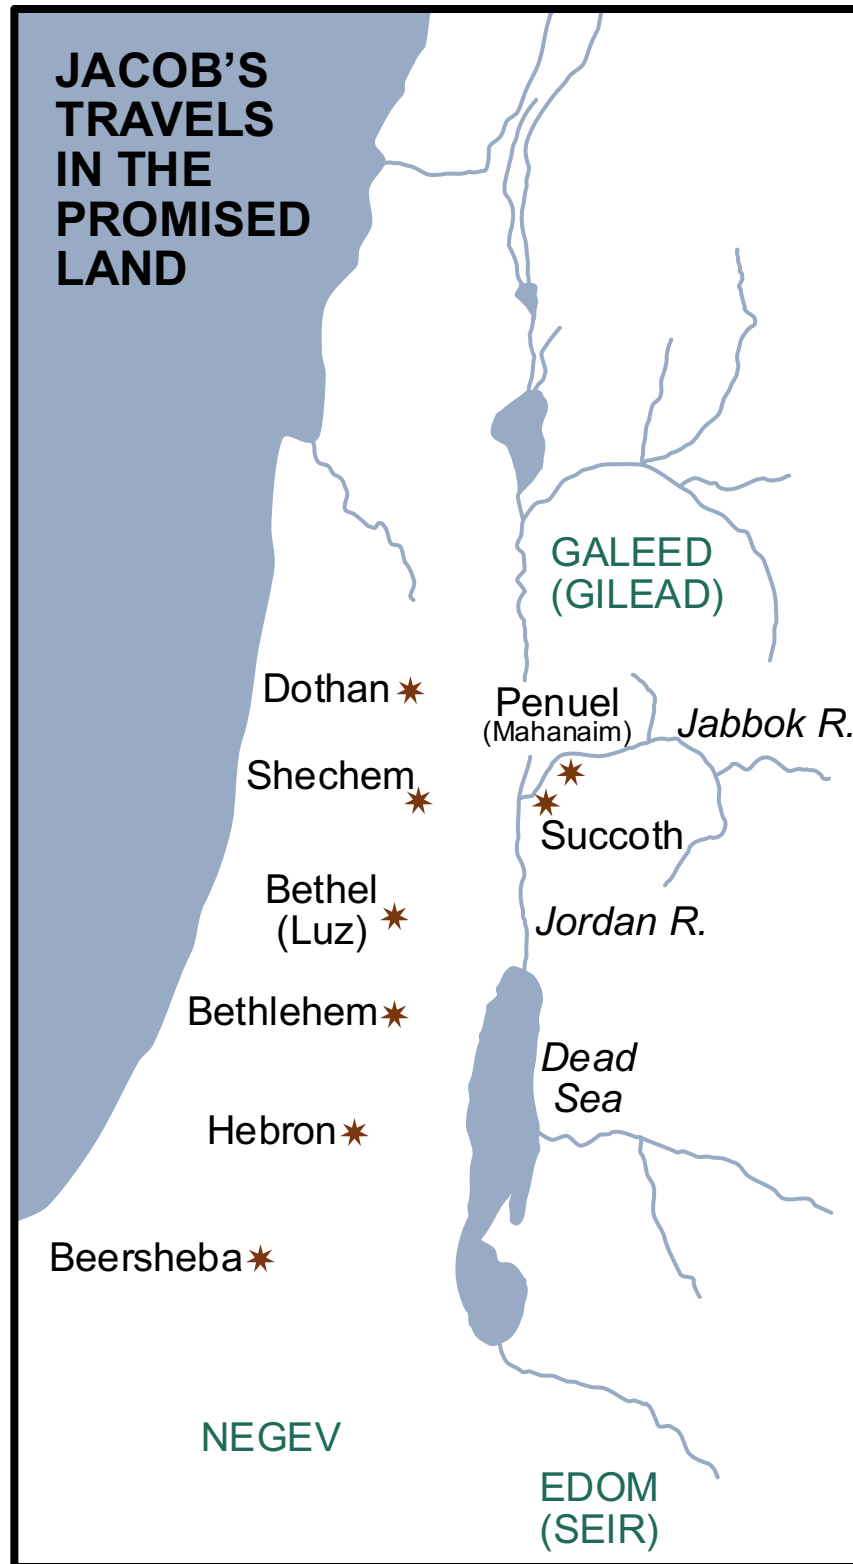 JACOB’S
TRAVELS
IN THE
PROMISED
LAND
GALEED
(GILEAD)
Dothan
Penuel
(Mahanaim)
Jabbok R.
Shechem
Succoth
Bethel
(Luz)
Jordan R.
Bethlehem
Dead
Sea
Hebron
Beersheba
NEGEV
EDOM
(SEIR)